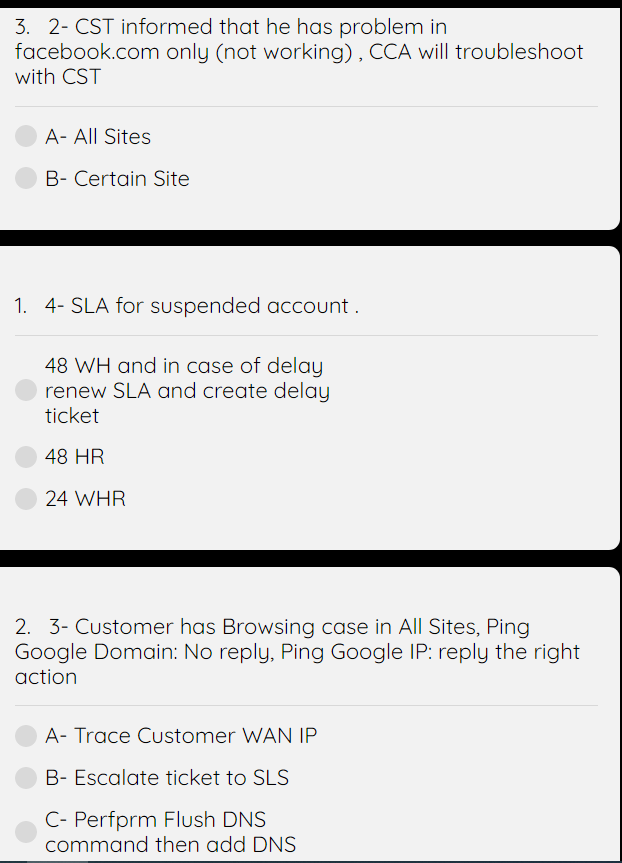 3. 2- CST informed that he has problem in
facebook.com only (not working) , CCA will troubleshoot
with CST
A- All Sites
B- Certain Site
1. 4- SLA for suspended account .
48 WH and in case of delay
renew SLA and create delay
ticket
48 HR
24 WHR
2. 3- Customer has Browsing case in All Sites, Ping
Google Domain: No reply, Ping Google IP: reply the right
action
A- Trace Customer WAN IP
B- Escalate ticket to SLS
C- Perfprm Flush DNS
command then add DNS